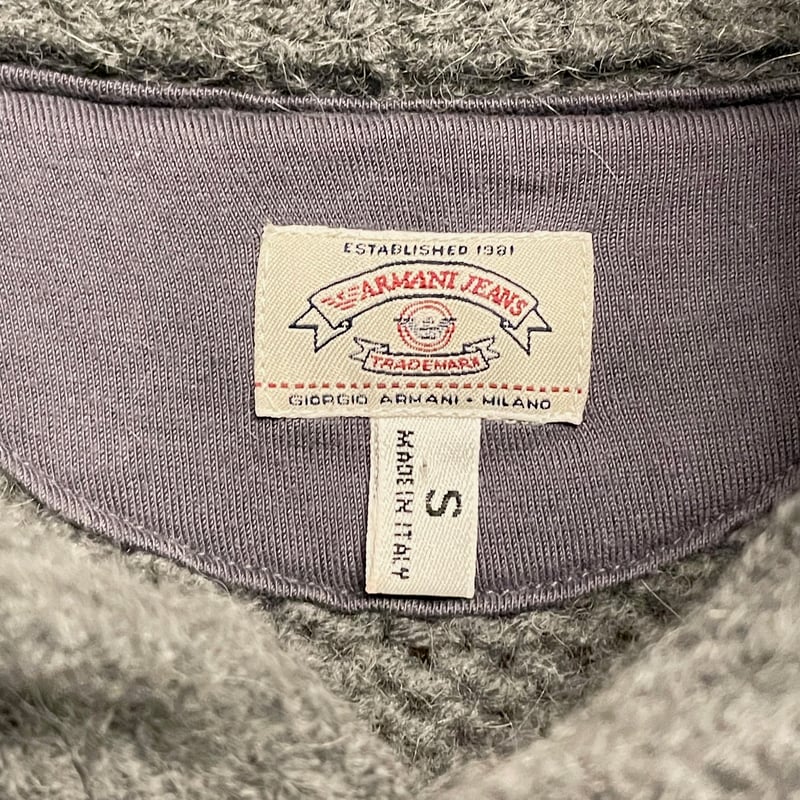 ESTABLISHED 1981
ARMANI JEANS
TRADEMARK
GIORGIO ARMANI • MILANO
S
MADE IN ITALY